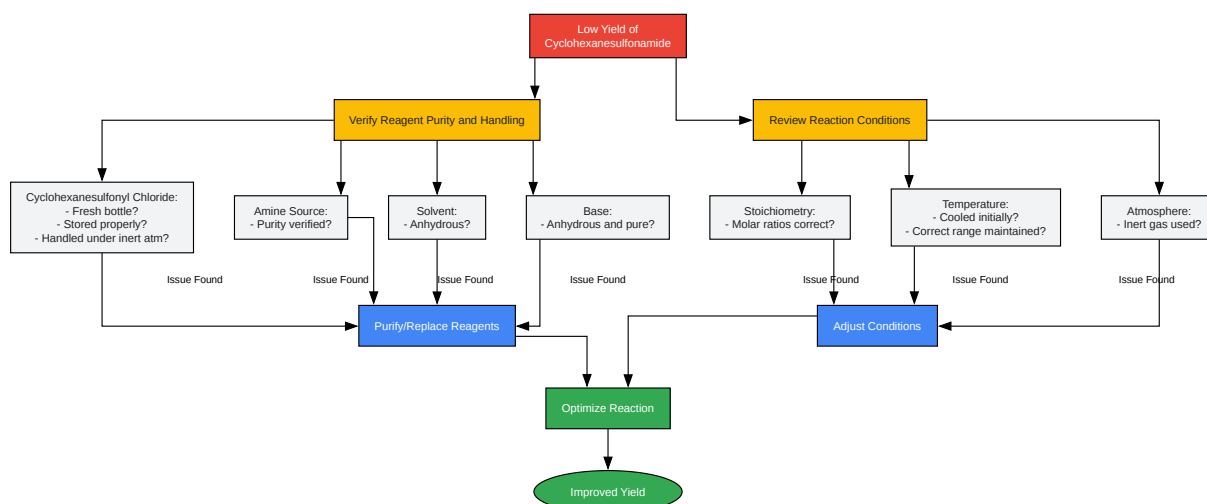 Low Yield of
Cyclohexanesulfonamide
Verify Reagent Purity and Handling
Review Reaction Conditions
Cyclohexanesulfonyl Chloride:
- Fresh bottle?
- Stored properly?
- Handled under inert atm?
Amine Source:
- Purity verified?
Solvent:
- Anhydrous?
Base:
- Anhydrous and pure?
Stoichiometry:
- Molar ratios correct?
Temperature:
- Cooled initially?
- Correct range maintained?
Atmosphere:
- Inert gas used?
Issue Found
Issue Found
Issue Found
Issue Found
Issue Found
Issue Found
Issue Found
Purify/Replace Reagents
Adjust Conditions
Optimize Reaction
Improved Yield